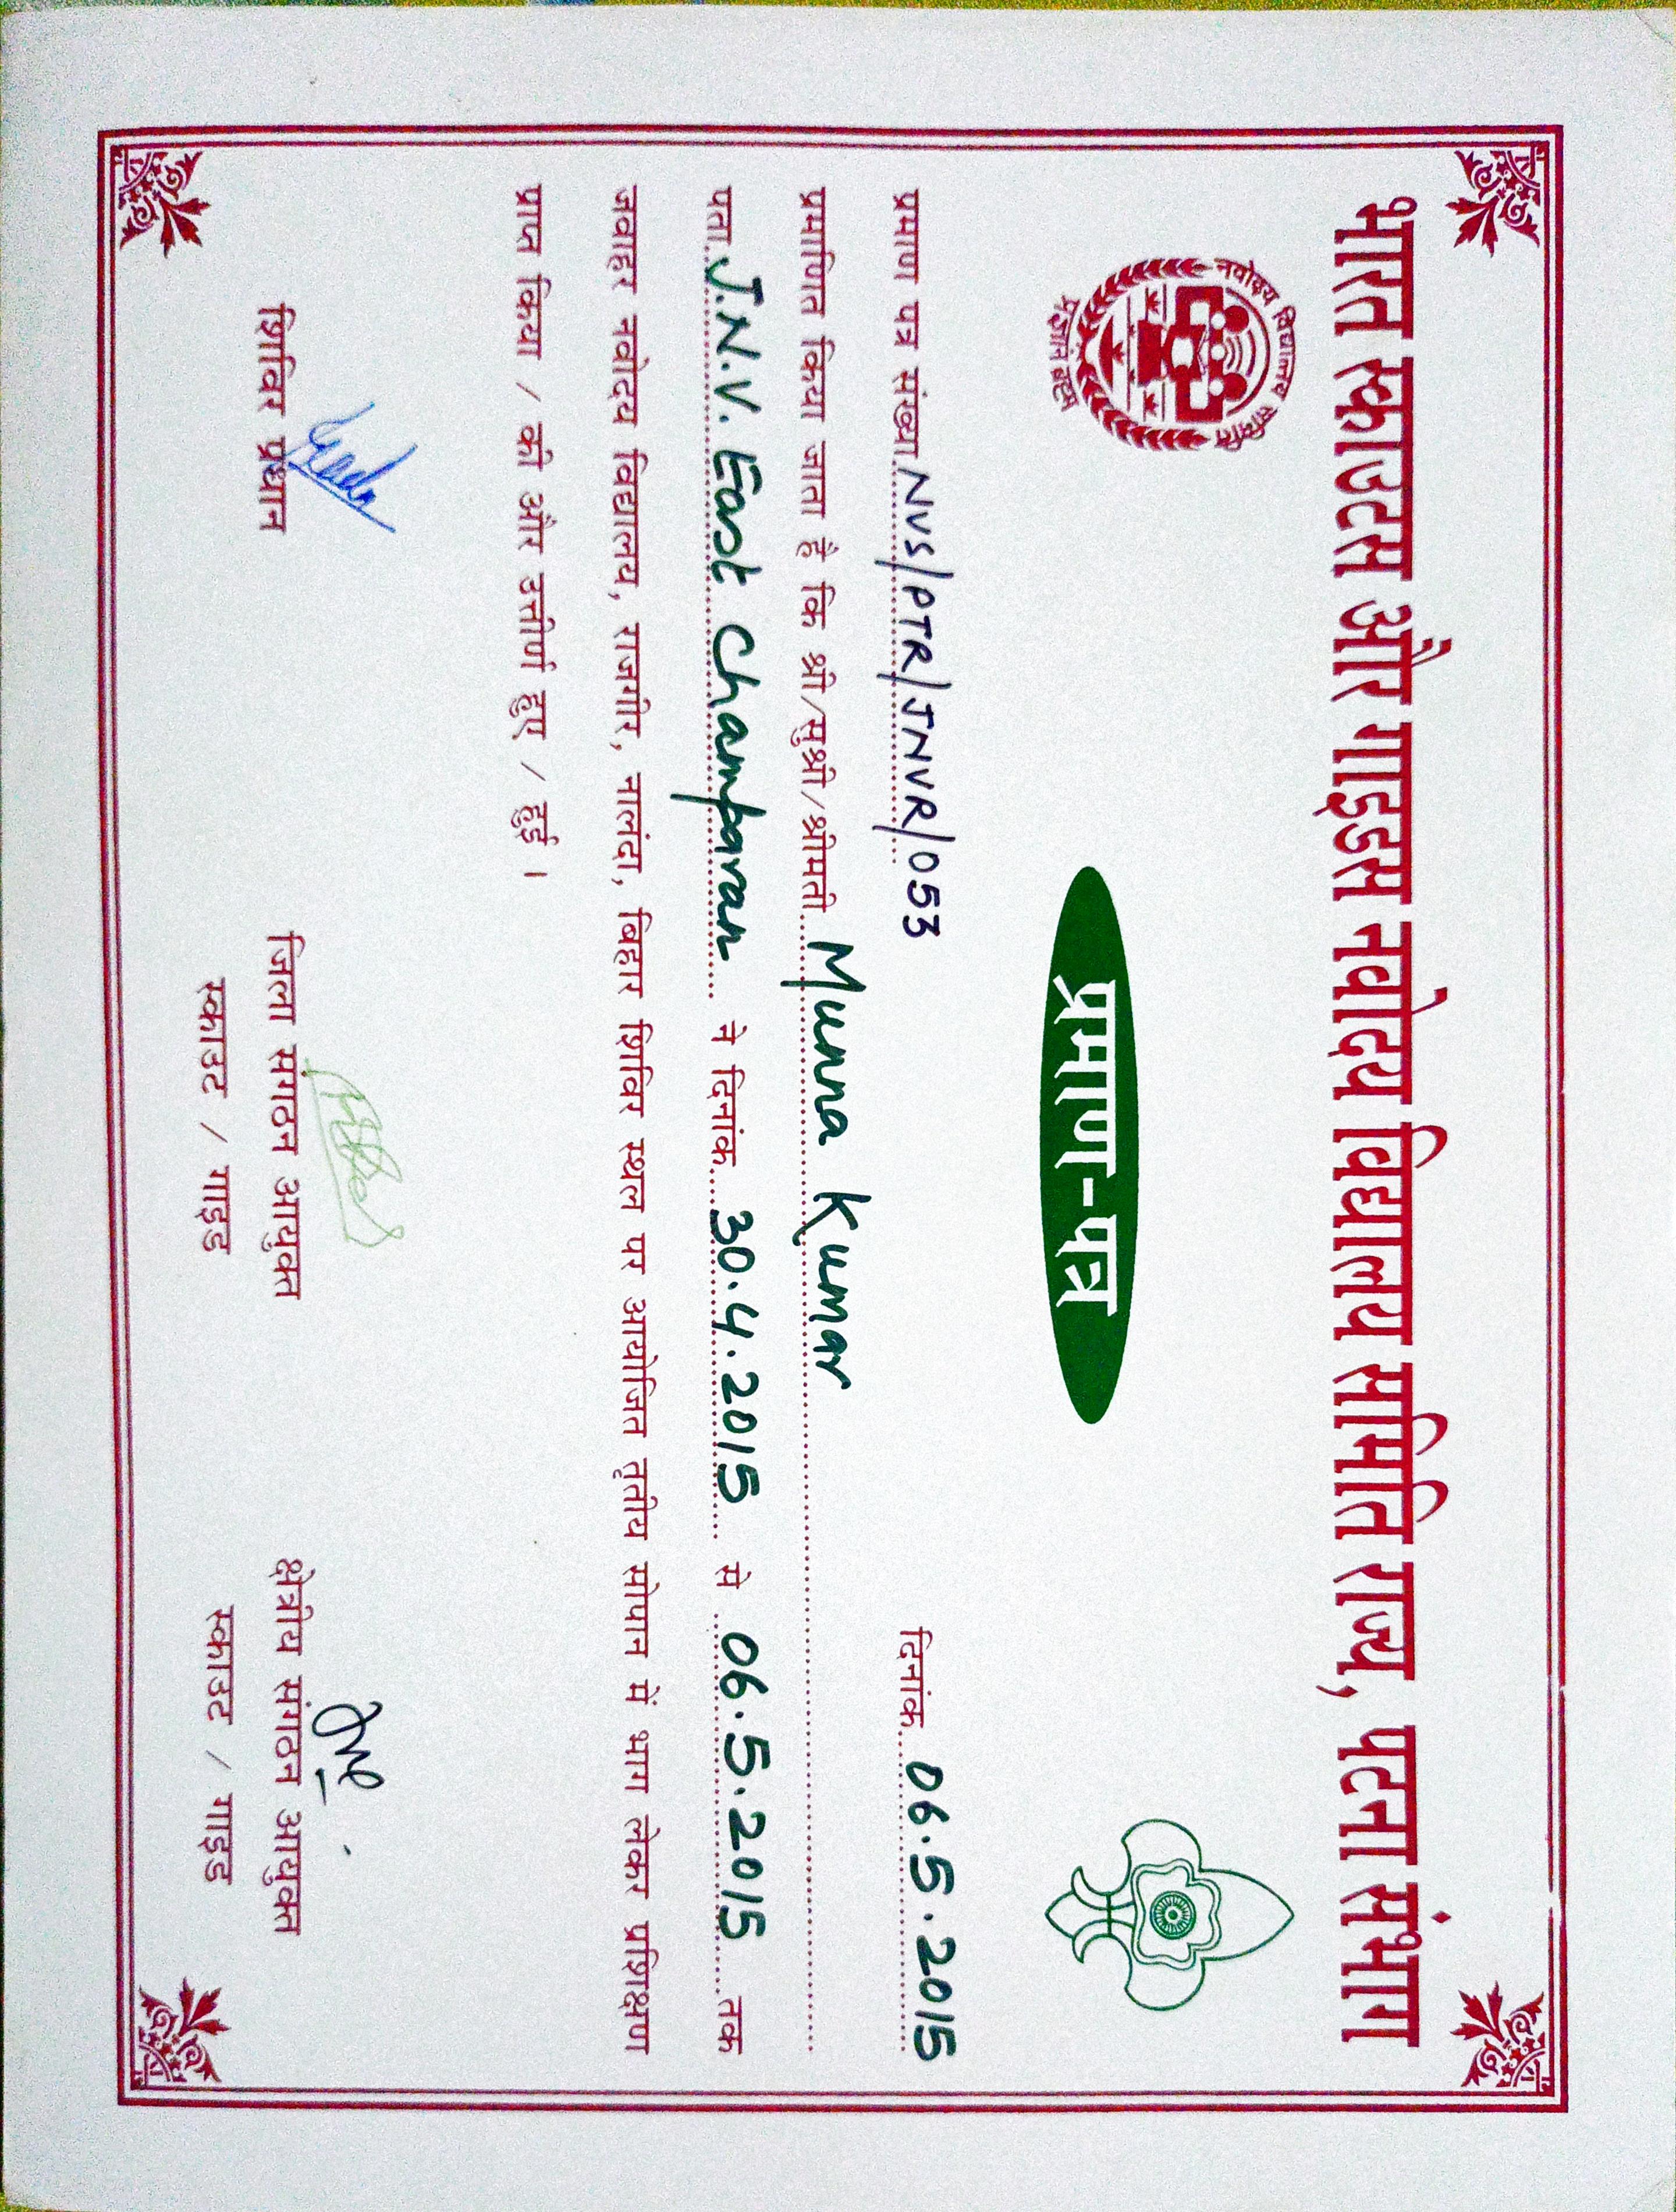 भारत स्काउटस और गाइडस नवोदय विद्यालय समिति राज्य, पटना संभाग
नवोदय विद्यालय समिति
प्रज्ञानं ब्रह्म
प्रमाण-पत्र
प्रमाण पत्र संख्या NVS/PTR/JNVR/053 दिनांक 06.5.2015
प्रमाणित किया जाता है कि श्री/सुश्री/श्रीमती Munna Kumar
पता J.N.V. East Champaran ने दिनांक 30.4.2015 से 06.5.2015 तक
जवाहर नवोदय विद्यालय, राजगीर, नालंदा, बिहार शिविर स्थल पर आयोजित तृतीय सोपान में भाग लेकर प्रशिक्षण
प्राप्त किया / की और उत्तीर्ण हुए / हुई ।
शिविर प्रधान जिला संगठन आयुक्त क्षेत्रीय संगठन आयुक्त
स्काउट / गाइड स्काउट / गाइड